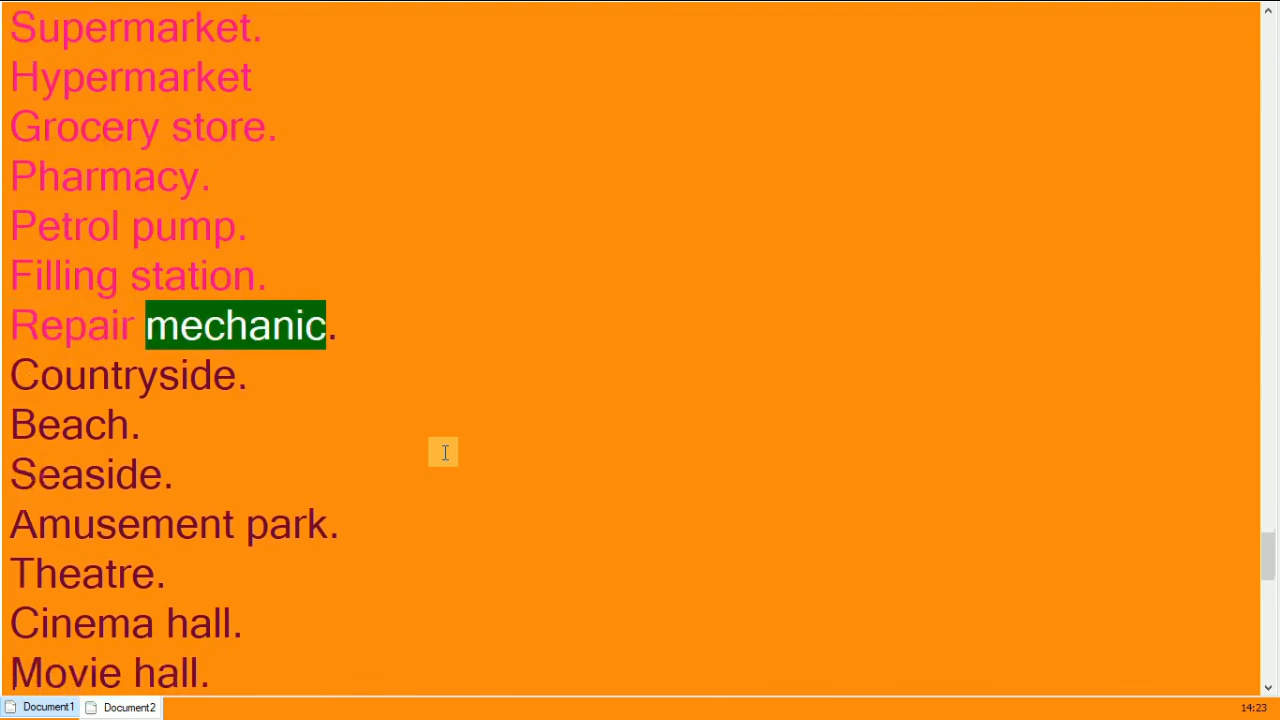 Supermarket.
Hypermarket
Grocery store.
Pharmacy.
Petrol pump.
Filling station.
Repair mechanic.
Countryside.
Beach.
Seaside.
Amusement park.
Theatre.
Cinema hall.
Movie hall.
Document1 Document2 14:23